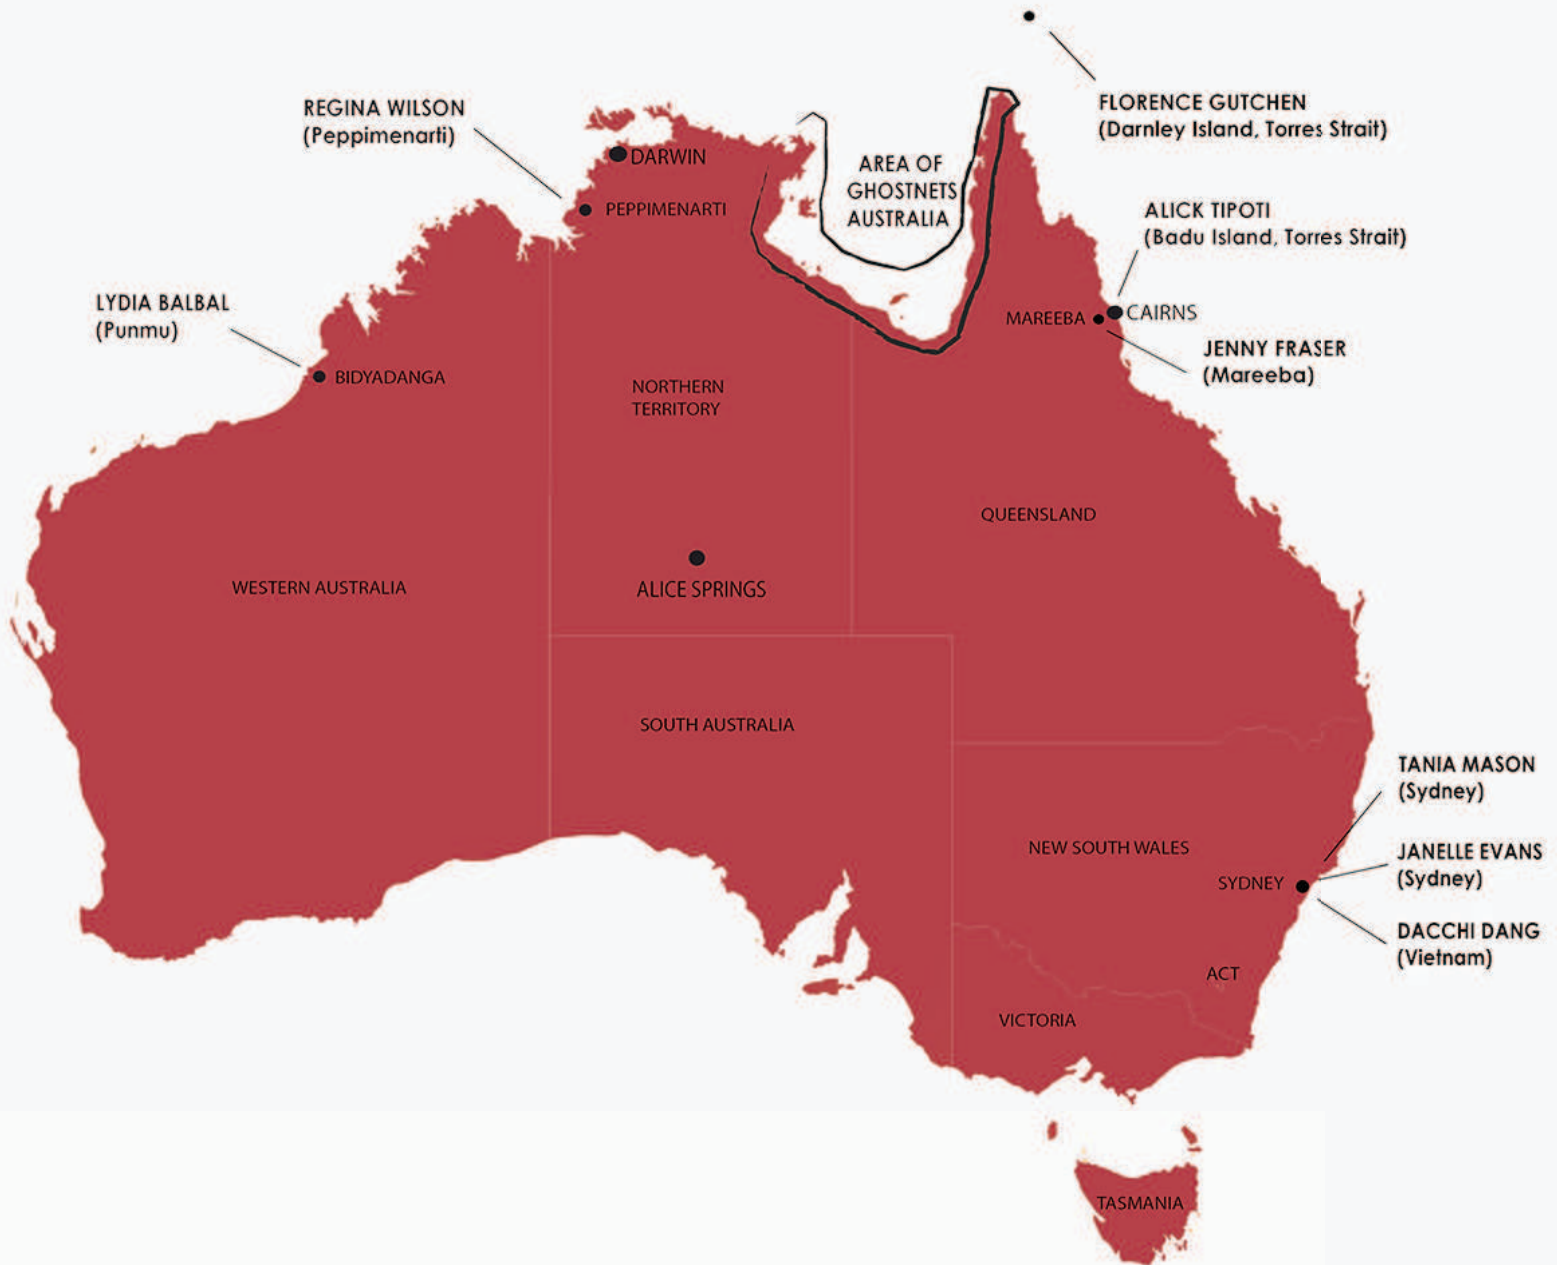 FLORENCE GUTCHEN
(Darnley Island, Torres Strait)
REGINA WILSON
(Peppimenarti)
DARWIN
AREA OF
GHOSTNETS
AUSTRALIA
PEPPIMENARTI
ALICK TIPOTI
(Badu Island, Torres Strait)
LYDIA BALBAL
(Punmu)
MAREEBA
CAIRNS
JENNY FRASER
(Mareeba)
BIDYADANGA
NORTHERN
TERRITORY
QUEENSLAND
WESTERN AUSTRALIA
ALICE SPRINGS
SOUTH AUSTRALIA
TANIA MASON
(Sydney)
NEW SOUTH WALES
JANELLE EVANS
(Sydney)
SYDNEY
DACCHI DANG
(Vietnam)
ACT
VICTORIA
TASMANIA